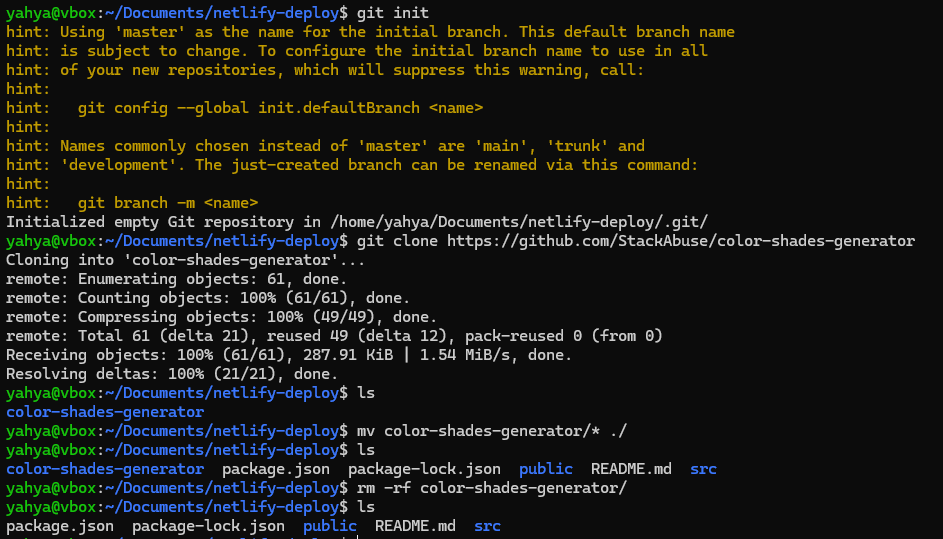 yahya@vbox:~/Documents/netlify-deploy$ git init
hint: Using 'master' as the name for the initial branch. This default branch name
hint: is subject to change. To configure the initial branch name to use in all
hint: of your new repositories, which will suppress this warning, call:
hint:
hint:   git config --global init.defaultBranch <name>
hint:
hint: Names commonly chosen instead of 'master' are 'main', 'trunk' and
hint: 'development'. The just-created branch can be renamed via this command:
hint:
hint:   git branch -m <name>
Initialized empty Git repository in /home/yahya/Documents/netlify-deploy/.git/
yahya@vbox:~/Documents/netlify-deploy$ git clone https://github.com/StackAbuse/color-shades-generator
Cloning into 'color-shades-generator'...
remote: Enumerating objects: 61, done.
remote: Counting objects: 100% (61/61), done.
remote: Compressing objects: 100% (49/49), done.
remote: Total 61 (delta 21), reused 49 (delta 12), pack-reused 0 (from 0)
Receiving objects: 100% (61/61), 287.91 KiB | 1.54 MiB/s, done.
Resolving deltas: 100% (21/21), done.
yahya@vbox:~/Documents/netlify-deploy$ ls
color-shades-generator
yahya@vbox:~/Documents/netlify-deploy$ mv color-shades-generator/* ./
yahya@vbox:~/Documents/netlify-deploy$ ls
color-shades-generator  package.json  package-lock.json  public  README.md  src
yahya@vbox:~/Documents/netlify-deploy$ rm -rf color-shades-generator/
yahya@vbox:~/Documents/netlify-deploy$ ls
package.json  package-lock.json  public  README.md  src